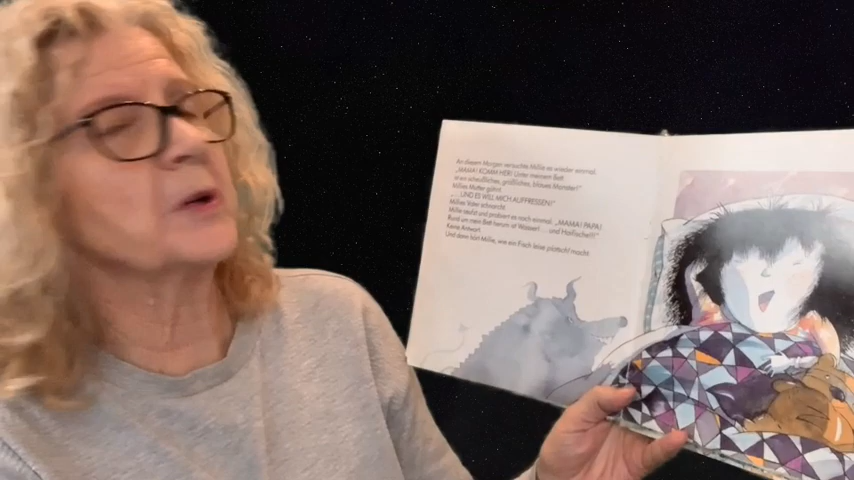 An diesem Morgen versuchte Millie es wieder einmal.
„MAMA! KOMM HER! Unter meinem Bett
ist ein scheußliches, gräßliches, blaues Monster!"
Millies Mutter gähnt.
„... UND ES WILL MICH AUFFRESSEN!"
Millies Vater schnarcht.
Millie seufzt und probiert es noch einmal. „MAMA! PAPA!
Rund um mein Bett herum ist Wasser! ... und Haifische!!!"
Keine Antwort.
Und dann hört Millie, wie ein Fisch leise platsch! macht.